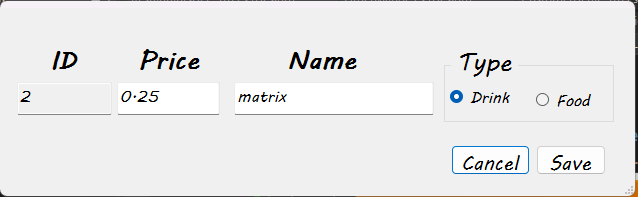 ID Price Name Type
2 0.25 matrix Drink Food
Cancel Save